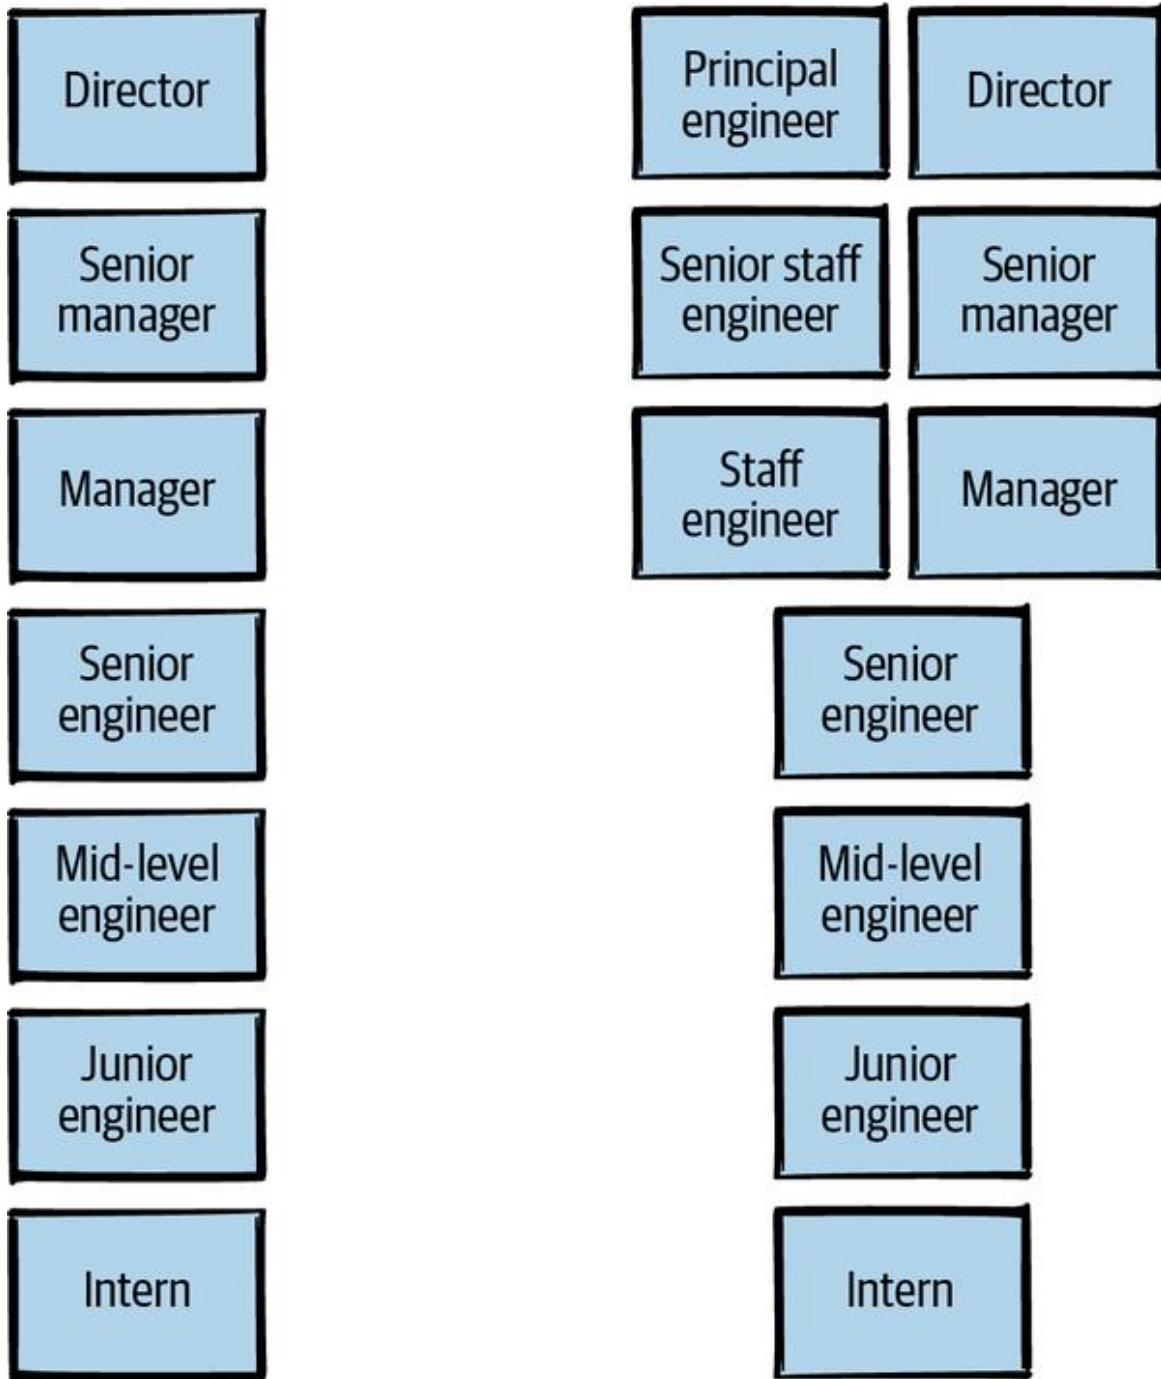 Director
Senior
manager
Manager
Senior
engineer
Mid-level
engineer
Junior
engineer
Intern
Principal
engineer
Director
Senior staff
engineer
Senior
manager
Staff
engineer
Manager
Senior
engineer
Mid-level
engineer
Junior
engineer
Intern